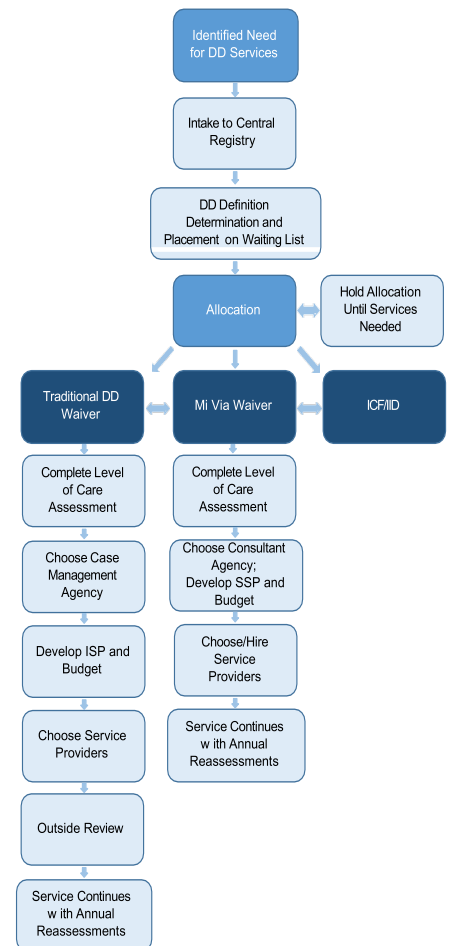 Identified Need
for DD Services
Intake to Central
Registry
DD Definition
Determination and
Placement on Waiting List
Allocation
Hold Allocation
Until Services
Needed
Traditional DD
Waiver
Mi Via Waiver
ICF/IID
Complete Level
of Care
Assessment
Complete Level
of Care
Assessment
Choose Case
Management
Agency
Choose Consultant
Agency;
Develop SSP and
Budget
Develop ISP and
Budget
Choose/Hire
Service
Providers
Choose Service
Providers
Service Continues
w ith Annual
Reassessments
Outside Review
Service Continues
w ith Annual
Reassessments